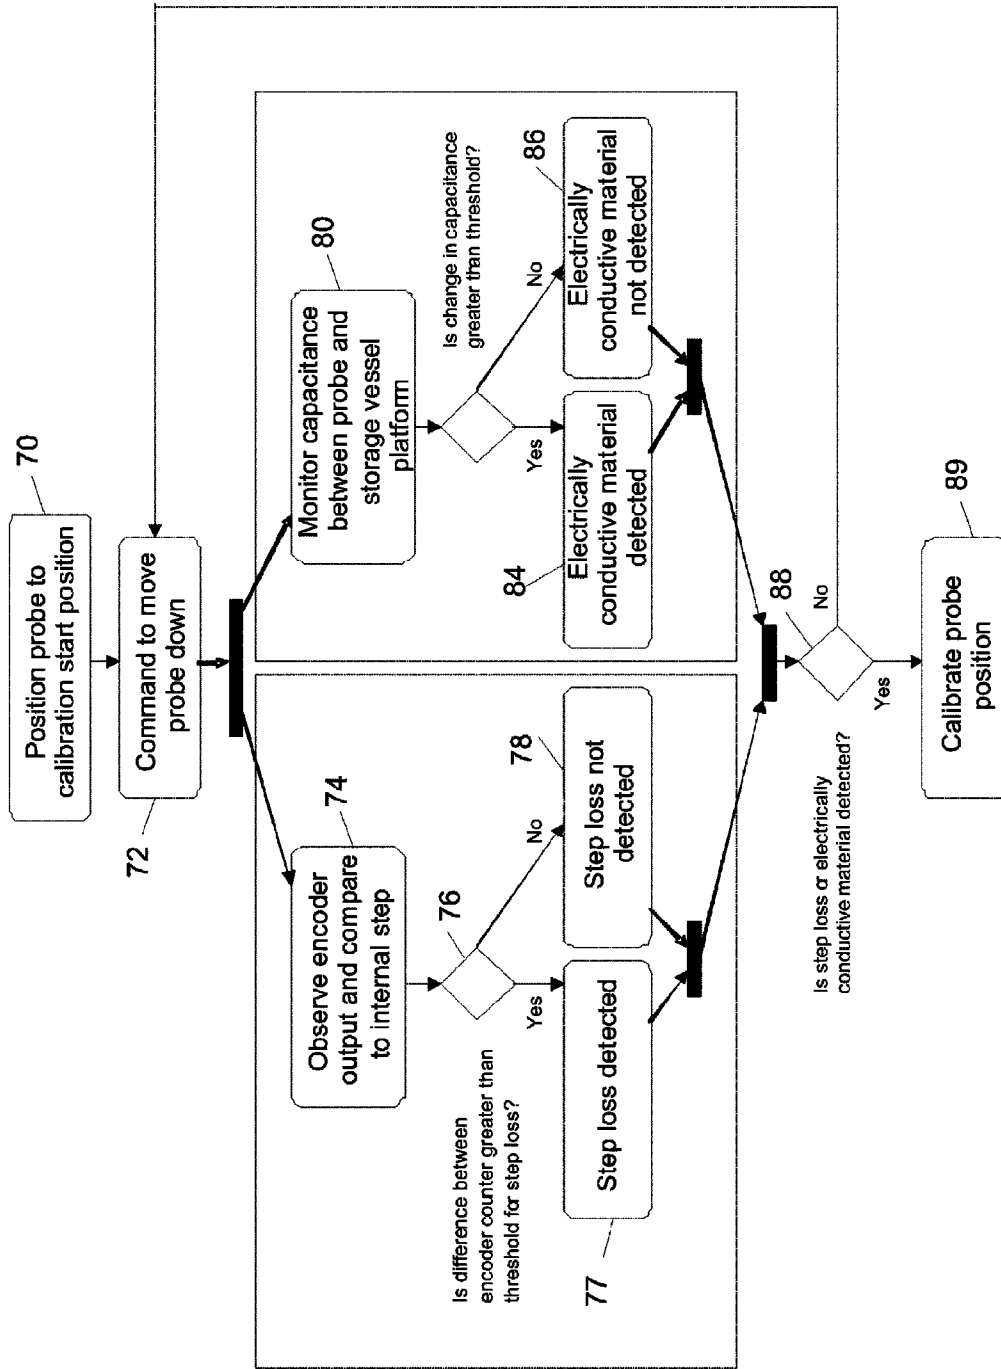 70
Position probe to
calibration start position
Command to move
probe down
72
Observe encoder
output and compare
to internal step
74
Is difference between
encoder counter greater than
threshold for step loss?
76
Yes
No
Step loss detected
77
Step loss not
detected
78
Monitor capacitance
between probe and
storage vessel
platform
80
Is change in capacitance
greater than threshold?
Yes
No
84
Electrically
conductive material
detected
Electrically
conductive material
not detected
86
Is step loss or electrically
conductive material detected?
88
No
Yes
Calibrate probe
position
89